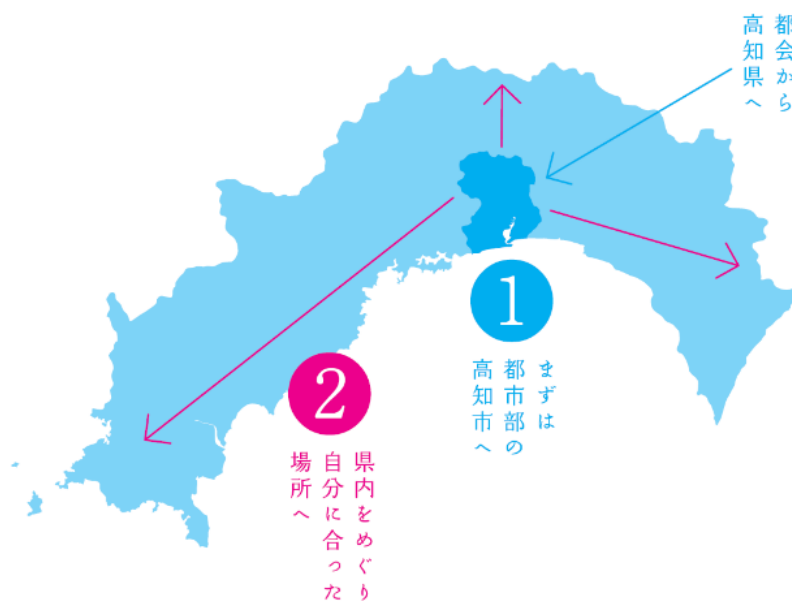 都会から
高知県へ
1
まずは
都市部の
高知市へ
2
県内をめぐり
自分に合った
場所へ